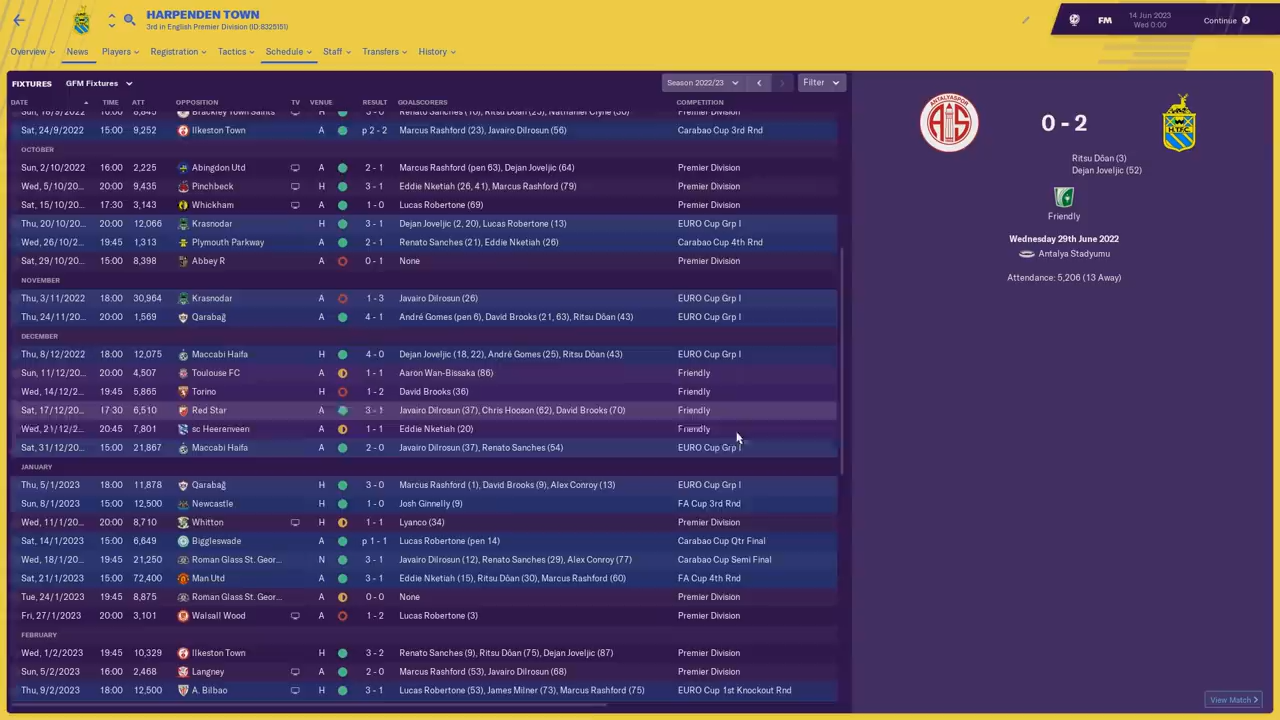 HARPENDEN TOWN
3rd in English Premier Division (ID:8325151)
FM
14 Jun 2023
Wed 0:00
Continue
Overview News Players Registration Tactics Schedule Staff Transfers History
FIXTURES GFM Fixtures Season 2022/23 Filter
DATE TIME ATT OPPOSITION TV VENUE RESULT GOALSCORERS COMPETITION
Sat, 24/9/2022 15:00 9,252 Ilkeston Town A p 2 - 2 Marcus Rashford (23), Javairo Dilrosun (56) Carabao Cup 3rd Rnd
OCTOBER
Sun, 2/10/2022 16:00 2,225 Abingdon Utd A 2 - 1 Marcus Rashford (pen 63), Dejan Joveljic (64) Premier Division
Wed, 5/10/20... 20:00 9,435 Pinchbeck H 3 - 1 Eddie Nketiah (26, 41), Marcus Rashford (79) Premier Division
Sat, 15/10/20... 17:30 3,143 Whickham A 1 - 0 Lucas Robertone (69) Premier Division
Thu, 20/10/20... 20:00 12,066 Krasnodar H 3 - 1 Dejan Joveljic (2, 20), Lucas Robertone (13) EURO Cup Grp I
Wed, 26/10/2... 19:45 1,313 Plymouth Parkway A 2 - 1 Renato Sanches (21), Eddie Nketiah (26) Carabao Cup 4th Rnd
Sat, 29/10/20... 15:00 8,398 Abbey R A 0 - 1 None Premier Division
NOVEMBER
Thu, 3/11/2022 18:00 30,964 Krasnodar A 1 - 3 Javairo Dilrosun (26) EURO Cup Grp I
Thu, 24/11/20... 20:00 1,569 Qarabağ A 4 - 1 André Gomes (pen 6), David Brooks (21, 63), Ritsu Dōan (43) EURO Cup Grp I
DECEMBER
Thu, 8/12/2022 18:00 12,075 Maccabi Haifa H 4 - 0 Dejan Joveljic (18, 22), André Gomes (25), Ritsu Dōan (43) EURO Cup Grp I
Sun, 11/12/20... 20:00 4,507 Toulouse FC A 1 - 1 Aaron Wan-Bissaka (86) Friendly
Wed, 14/12/2... 19:45 5,865 Torino H 1 - 2 David Brooks (36) Friendly
Sat, 17/12/20... 17:30 6,510 Red Star A 3 - 1 Javairo Dilrosun (37), Chris Hooson (62), David Brooks (70) Friendly
Wed, 21/12/2... 20:45 7,801 sc Heerenveen A 1 - 1 Eddie Nketiah (20) Friendly
Sat, 31/12/20... 15:00 21,867 Maccabi Haifa A 2 - 0 Javairo Dilrosun (37), Renato Sanches (54) EURO Cup Grp I
JANUARY
Thu, 5/1/2023 18:00 11,878 Qarabağ H 3 - 0 Marcus Rashford (1), David Brooks (9), Alex Conroy (13) EURO Cup Grp I
Sun, 8/1/2023 15:00 12,500 Newcastle H 1 - 0 Josh Ginnelly (9) FA Cup 3rd Rnd
Wed, 11/1/20... 20:00 8,710 Whitton H 1 - 1 Lyanco (34) Premier Division
Sat, 14/1/2023 15:00 6,649 Biggleswade A p 1 - 1 Lucas Robertone (pen 14) Carabao Cup Qtr Final
Wed, 18/1/20... 19:45 21,250 Roman Glass St. Geor... N 3 - 1 Javairo Dilrosun (12), Renato Sanches (29), Alex Conroy (77) Carabao Cup Semi Final
Sat, 21/1/2023 15:00 72,400 Man Utd A 3 - 1 Eddie Nketiah (15), Ritsu Dōan (30), Marcus Rashford (60) FA Cup 4th Rnd
Tue, 24/1/2023 19:45 8,875 Roman Glass St. Geor... A 0 - 0 None Premier Division
Fri, 27/1/2023 20:00 3,101 Walsall Wood A 1 - 2 Lucas Robertone (3) Premier Division
FEBRUARY
Wed, 1/2/2023 19:45 10,329 Ilkeston Town H 3 - 2 Renato Sanches (9), Ritsu Dōan (75), Dejan Joveljic (87) Premier Division
Sun, 5/2/2023 16:00 2,468 Langney A 2 - 0 Marcus Rashford (53), Javairo Dilrosun (68) Premier Division
Thu, 9/2/2023 18:00 12,500 A. Bilbao H 3 - 1 Lucas Robertone (53), James Milner (73), Marcus Rashford (75) EURO Cup 1st Knockout Rnd
0 - 2
Ritsu Dōan (3)
Dejan Joveljic (52)
Friendly
Wednesday 29th June 2022
Antalya Stadyumu
Attendance: 5,206 (13 Away)
View Match